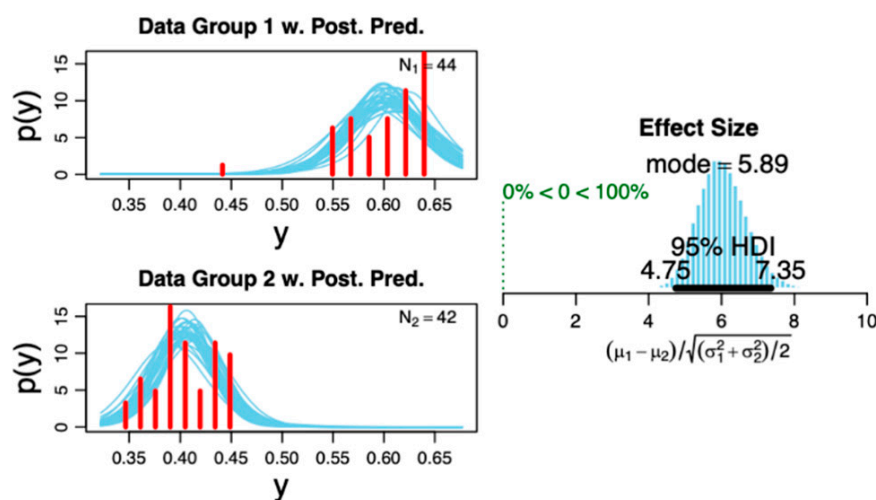 Data Group 1 w. Post. Pred.
N₁ = 44
p(y)
15
10
5
0
0.35 0.40 0.45 0.50 0.55 0.60 0.65
y
Data Group 2 w. Post. Pred.
N₂ = 42
p(y)
15
10
5
0
0.35 0.40 0.45 0.50 0.55 0.60 0.65
y
Effect Size
mode = 5.89
0% < 0 < 100%
95% HDI
4.75 7.35
0 2 4 6 8 10
(μ₁ − μ₂)/√(σ₁² + σ₂²)/2